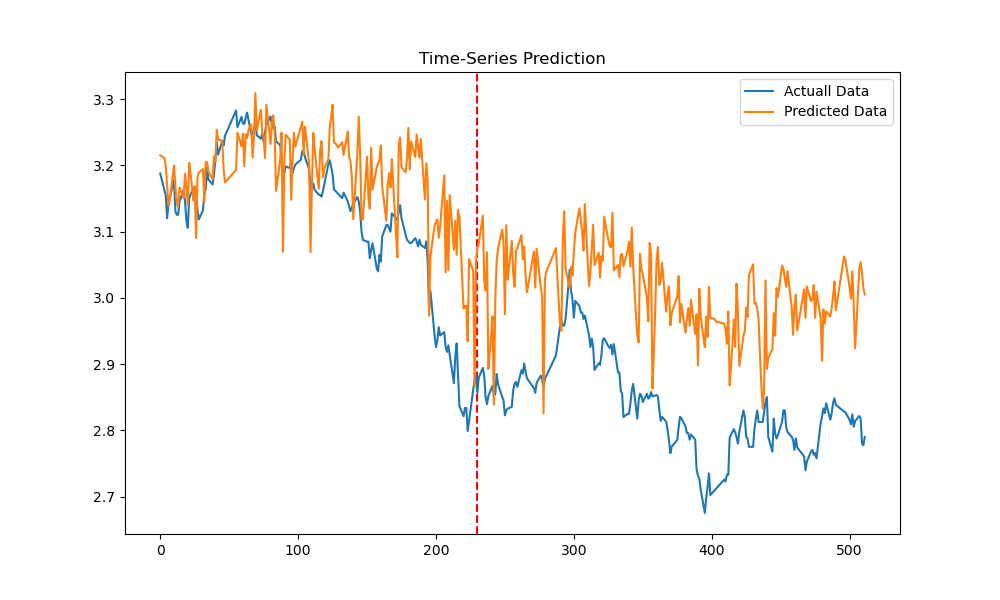 Time-Series Prediction
Actuall Data
Predicted Data
3.3
3.2
3.1
3.0
2.9
2.8
2.7
0 100 200 300 400 500